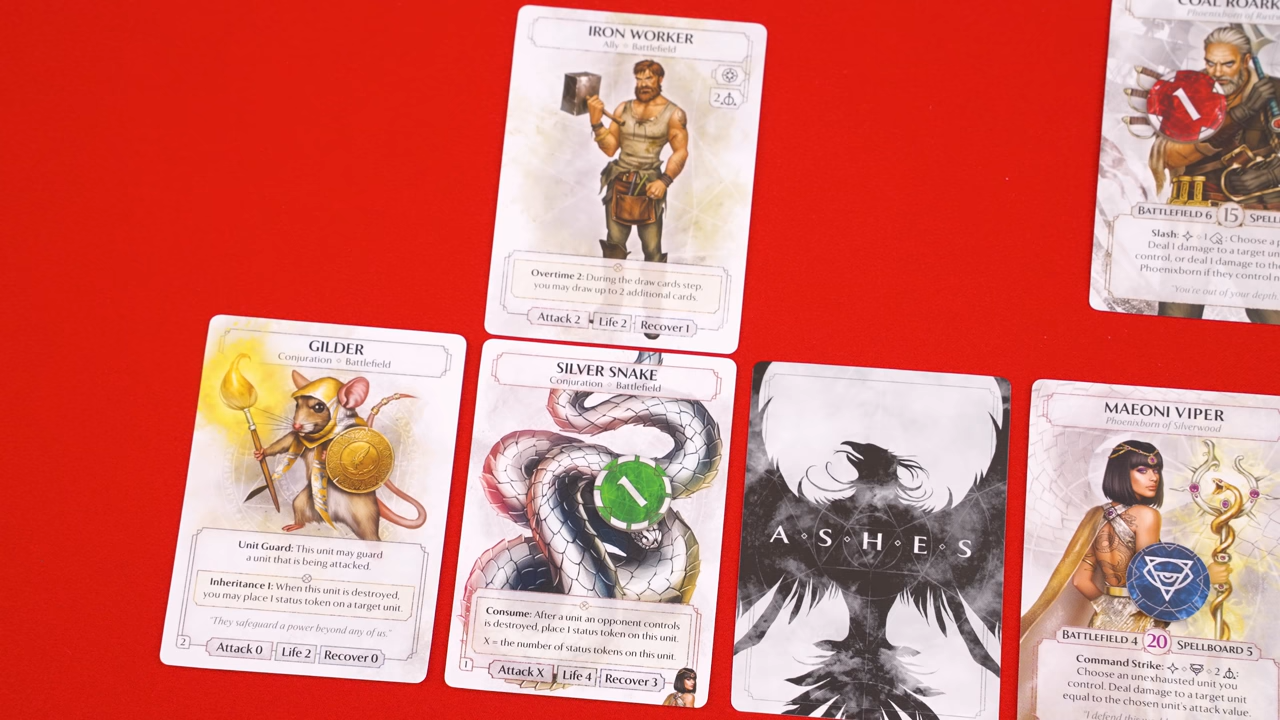 IRON WORKER
Ally Battlefield
2
Overtime 2: During the draw cards step,
you may draw up to 2 additional cards.
Attack 2 Life 2 Recover 1
COAL ROARK
Phoenixborn of
1
BATTLEFIELD 6 15 SPELL
Slash: 1 : Choose a
Deal 1 damage to a target
control, or deal 1 damage to the
Phoenixborn if they control
"You're out of your depth
GILDER
Conjuration Battlefield
Unit Guard: This unit may guard
a unit that is being attacked.
Inheritance 1: When this unit is destroyed,
you may place 1 status token on a target unit.
"They safeguard a power beyond any of us."
2
Attack 0 Life 2 Recover 0
SILVER SNAKE
Conjuration Battlefield
1
Consume: After a unit an opponent controls
is destroyed, place 1 status token on this unit.
X = the number of status tokens on this unit.
1
Attack X Life 4 Recover 3
A S H E S
MAEONI VIPER
Phoenixborn of Silverwood
BATTLEFIELD 4 20 SPELLBOARD 5
Command Strike: 2 :
Choose an unexhausted unit you
control. Deal damage to a target unit
equal to the chosen unit's attack value.
"I defend